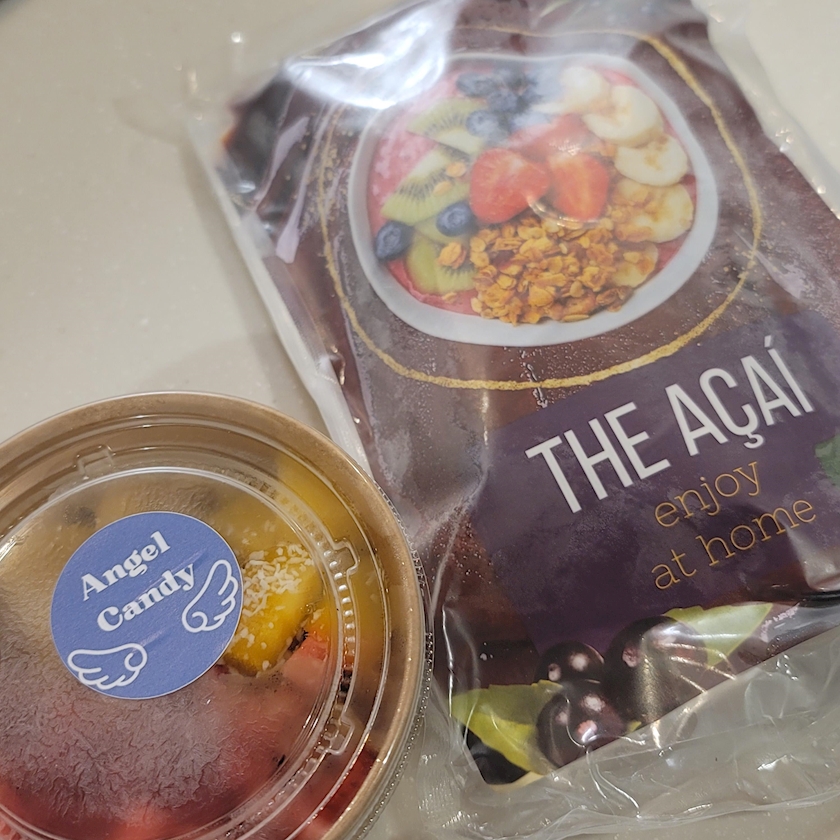 THE AÇAÍ
enjoy
at home
Angel
Candy